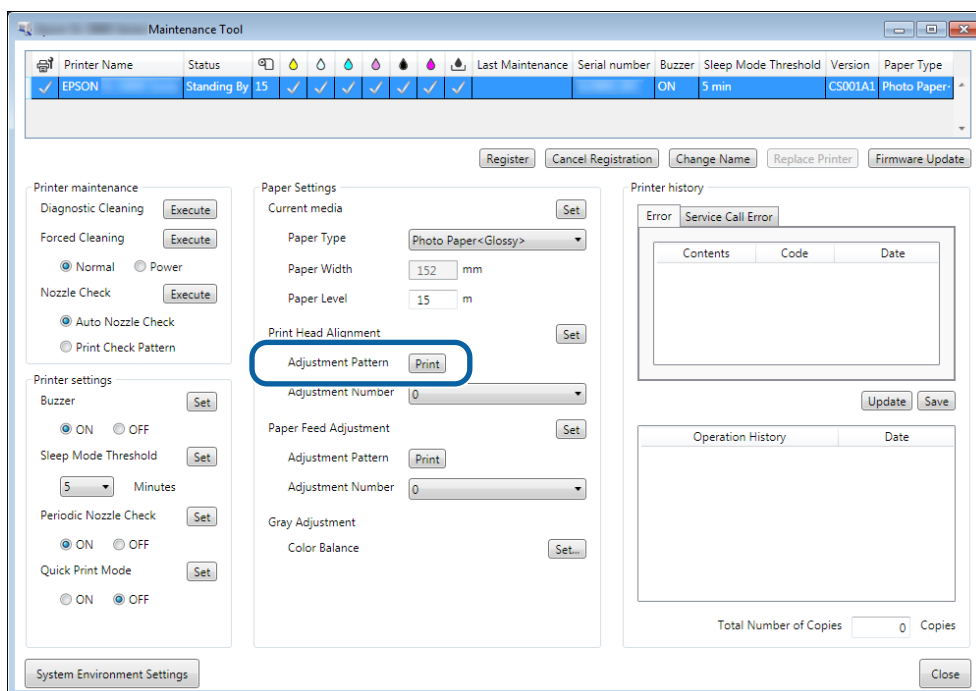 Maintenance Tool
Printer Name Status Last Maintenance Serial number Buzzer Sleep Mode Threshold Version Paper Type
EPSON Standing By 15 ON 5 min CS001A1 Photo Paper
Register Cancel Registration Change Name Replace Printer Firmware Update
Printer maintenance
Diagnostic Cleaning Execute
Forced Cleaning Execute
Normal Power
Nozzle Check Execute
Auto Nozzle Check
Print Check Pattern
Printer settings
Buzzer Set
ON OFF
Sleep Mode Threshold Set
5 Minutes
Periodic Nozzle Check Set
ON OFF
Quick Print Mode Set
ON OFF
Paper Settings
Current media Set
Paper Type Photo Paper<Glossy>
Paper Width 152 mm
Paper Level 15 m
Print Head Alignment Set
Adjustment Pattern Print
Adjustment Number 0
Paper Feed Adjustment Set
Adjustment Pattern Print
Adjustment Number 0
Gray Adjustment
Color Balance Set...
Printer history
Error Service Call Error
Contents Code Date
Update Save
Operation History Date
Total Number of Copies 0 Copies
System Environment Settings Close